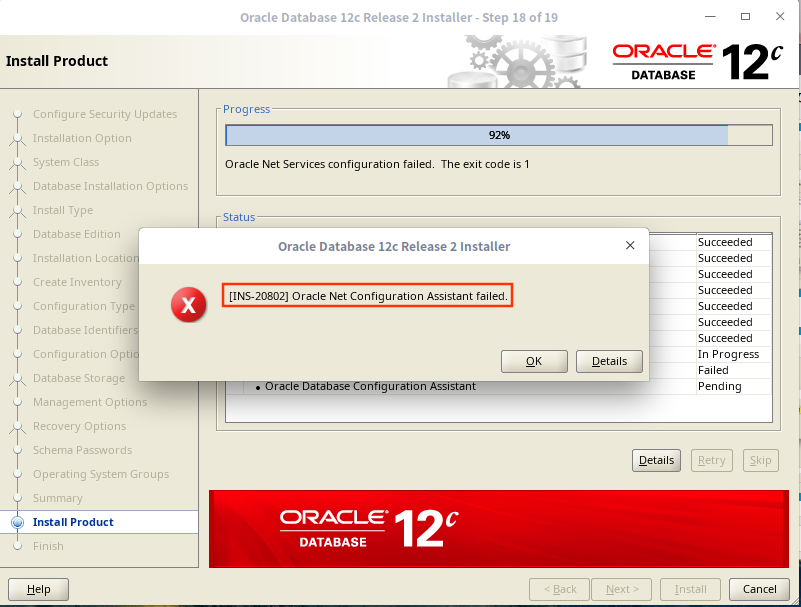 Oracle Database 12c Release 2 Installer - Step 18 of 19
Install Product
ORACLE
DATABASE
12c
Configure Security Updates
Installation Option
System Class
Database Installation Options
Install Type
Database Edition
Installation Location
Create Inventory
Configuration Type
Database Identifiers
Configuration Optio
Database Storage
Management Options
Recovery Options
Schema Passwords
Operating System Groups
Summary
Install Product
Finish
Progress
92%
Oracle Net Services configuration failed. The exit code is 1
Status
Succeeded
Succeeded
Succeeded
Succeeded
Succeeded
Succeeded
Succeeded
In Progress
Failed
• Oracle Database Configuration Assistant Pending
Oracle Database 12c Release 2 Installer
[INS-20802] Oracle Net Configuration Assistant failed.
OK Details
Details Retry Skip
ORACLE
DATABASE
12c
Help < Back Next > Install Cancel